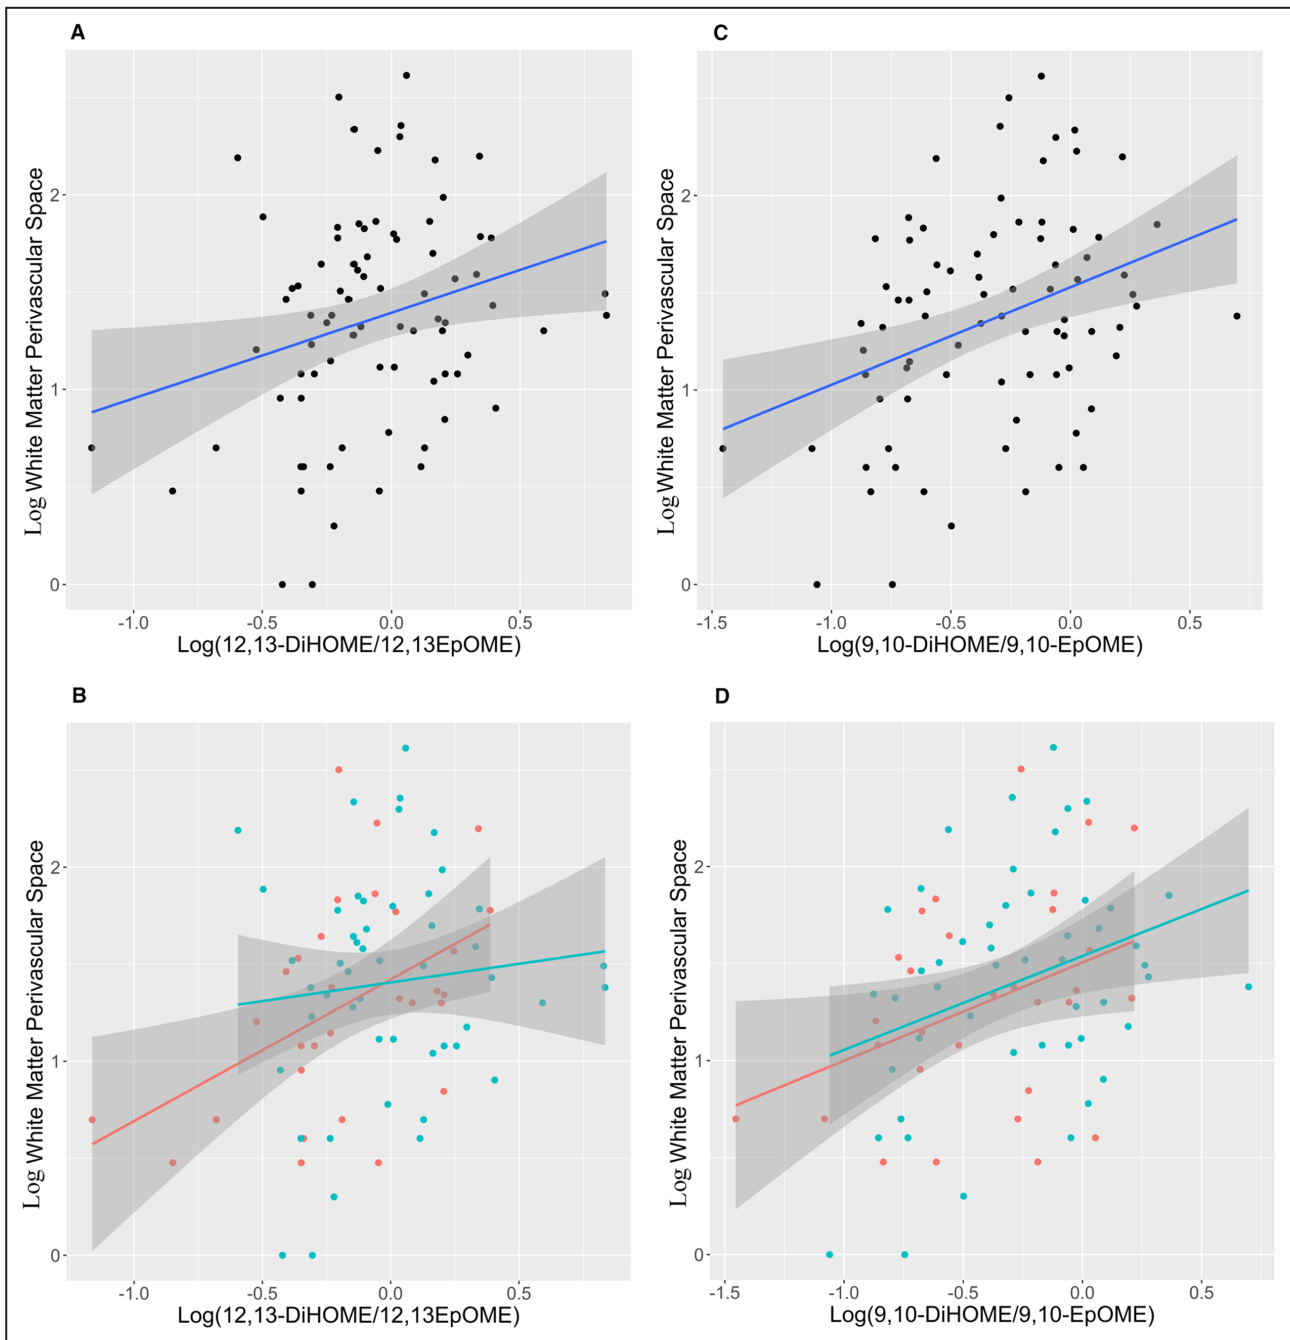 A
Log White Matter Perivascular Space
2
1
0
-1.0 -0.5 0.0 0.5
Log(12,13-DiHOME/12,13EpOME)
C
Log White Matter Perivascular Space
2
1
0
-1.5 -1.0 -0.5 0.0 0.5
Log(9,10-DiHOME/9,10-EpOME)
B
Log White Matter Perivascular Space
2
1
0
-1.0 -0.5 0.0 0.5
Log(12,13-DiHOME/12,13EpOME)
D
Log White Matter Perivascular Space
2
1
0
-1.5 -1.0 -0.5 0.0 0.5
Log(9,10-DiHOME/9,10-EpOME)